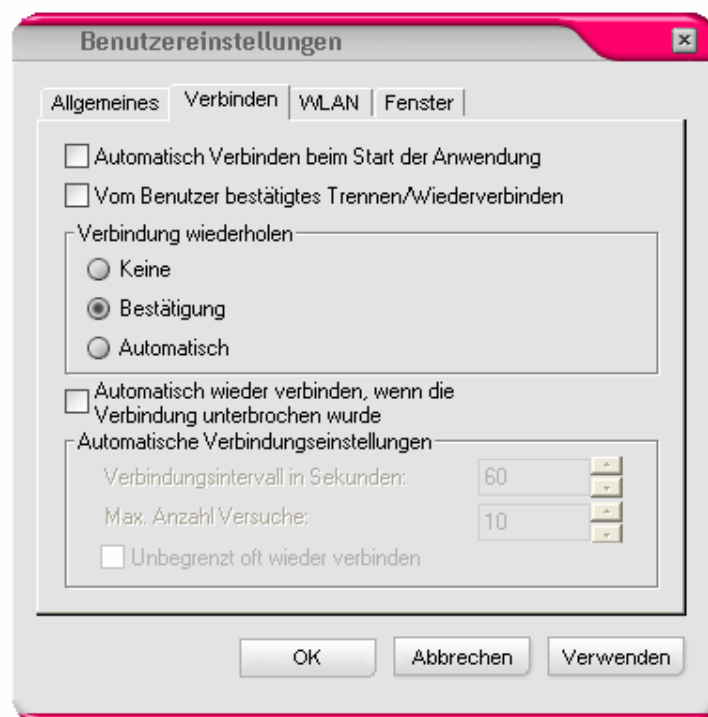 Benutzereinstellungen
Allgemeines Verbinden WLAN Fenster
Automatisch Verbinden beim Start der Anwendung
Vom Benutzer bestätigtes Trennen/Wiederverbinden
Verbindung wiederholen
Keine
Bestätigung
Automatisch
Automatisch wieder verbinden, wenn die
Verbindung unterbrochen wurde
Automatische Verbindungseinstellungen
Verbindungsintervall in Sekunden: 60
Max. Anzahl Versuche: 10
Unbegrenzt oft wieder verbinden
OK Abbrechen Verwenden